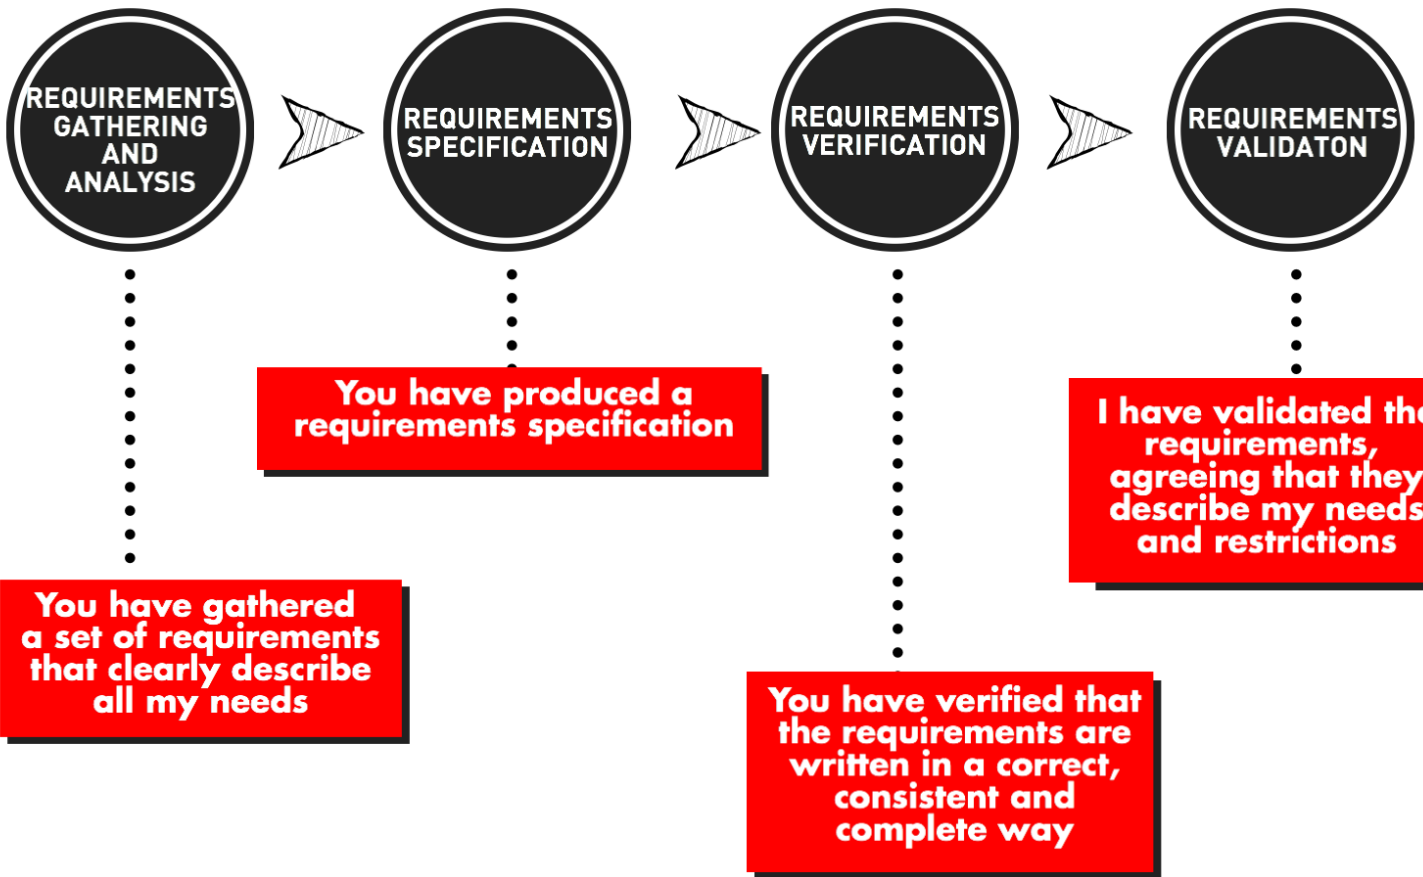 REQUIREMENTS
GATHERING
AND
ANALYSIS
REQUIREMENTS
SPECIFICATION
REQUIREMENTS
VERIFICATION
REQUIREMENTS
VALIDATON
You have produced a
requirements specification
I have validated the
requirements,
agreeing that they
describe my needs
and restrictions
You have gathered
a set of requirements
that clearly describe
all my needs
You have verified that
the requirements are
written in a correct,
consistent and
complete way